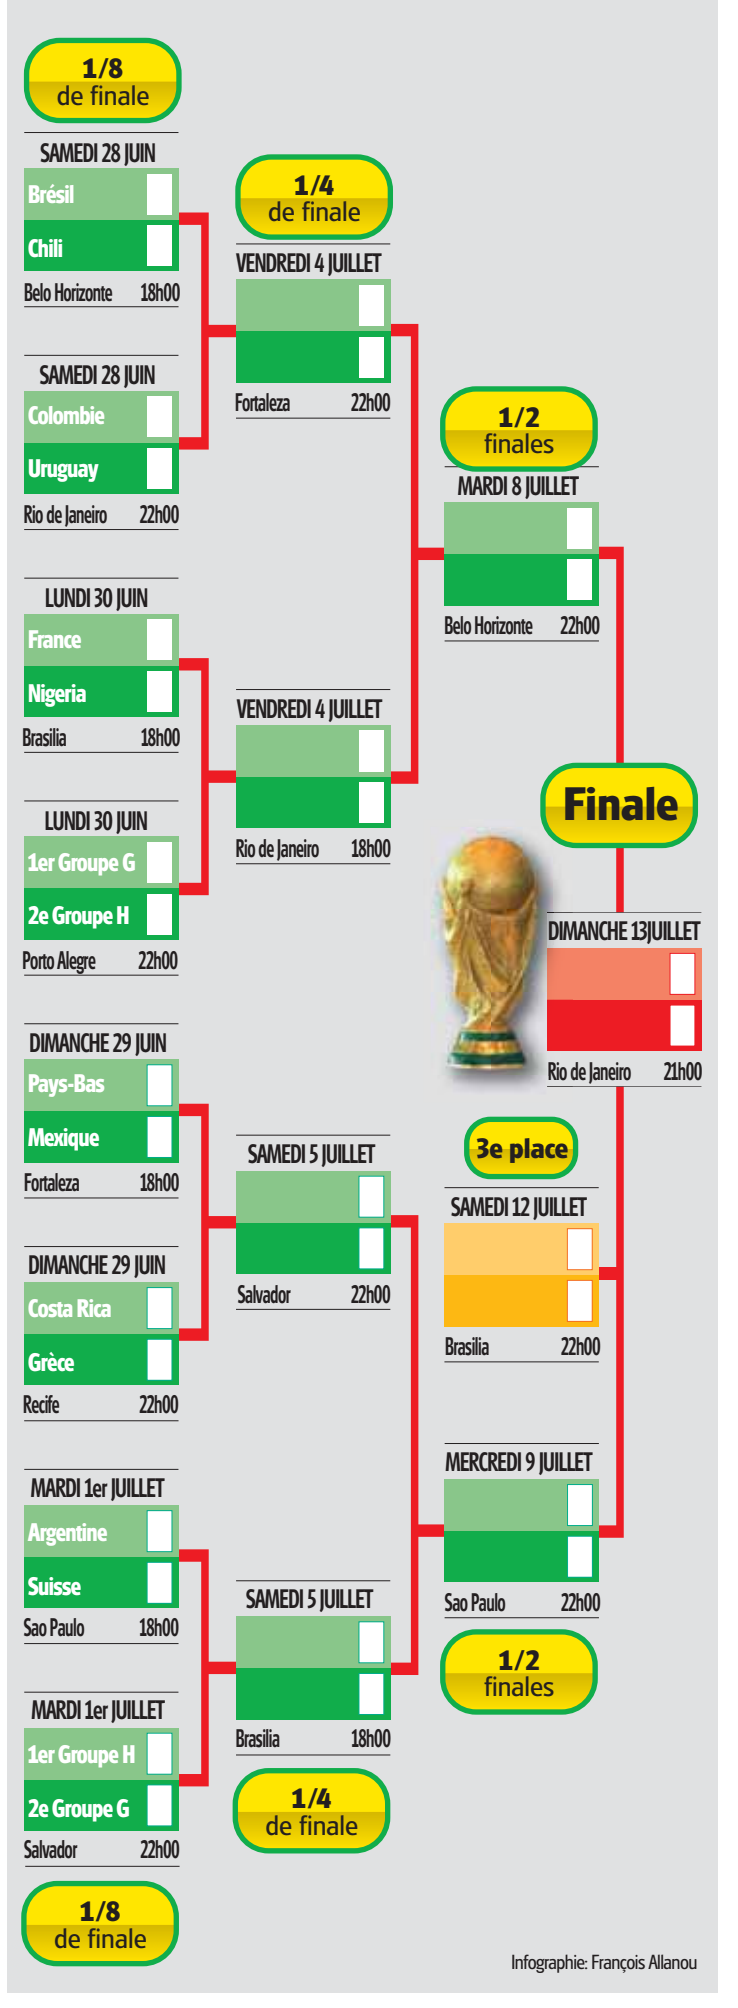 1/8
de finale
SAMEDI 28 JUIN
Brésil
Chili
Belo Horizonte 18h00
SAMEDI 28 JUIN
Colombie
Uruguay
Rio de Janeiro 22h00
LUNDI 30 JUIN
France
Nigeria
Brasilia 18h00
LUNDI 30 JUIN
1er Groupe G
2e Groupe H
Porto Alegre 22h00
DIMANCHE 29 JUIN
Pays-Bas
Mexique
Fortaleza 18h00
DIMANCHE 29 JUIN
Costa Rica
Grèce
Recife 22h00
MARDI 1er JUILLET
Argentine
Suisse
Sao Paulo 18h00
MARDI 1er JUILLET
1er Groupe H
2e Groupe G
Salvador 22h00
1/8
de finale
1/4
de finale
VENDREDI 4 JUILLET
Fortaleza 22h00
VENDREDI 4 JUILLET
Rio de Janeiro 18h00
SAMEDI 5 JUILLET
Salvador 22h00
SAMEDI 5 JUILLET
Brasilia 18h00
1/4
de finale
1/2
finales
MARDI 8 JUILLET
Belo Horizonte 22h00
Finale
DIMANCHE 13JUILLET
Rio de Janeiro 21h00
3e place
SAMEDI 12 JUILLET
Brasilia 22h00
MERCREDI 9 JUILLET
Sao Paulo 22h00
1/2
finales
Infographie: François Allanou